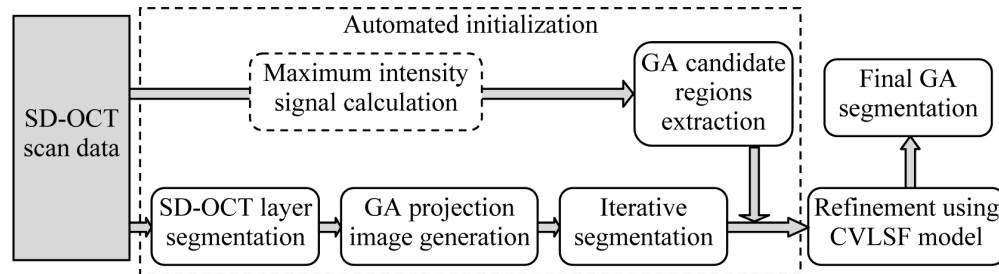 Automated initialization
SD-OCT
scan data
Maximum intensity
signal calculation
GA candidate
regions
extraction
Final GA
segmentation
SD-OCT layer
segmentation
GA projection
image generation
Iterative
segmentation
Refinement using
CVLSF model